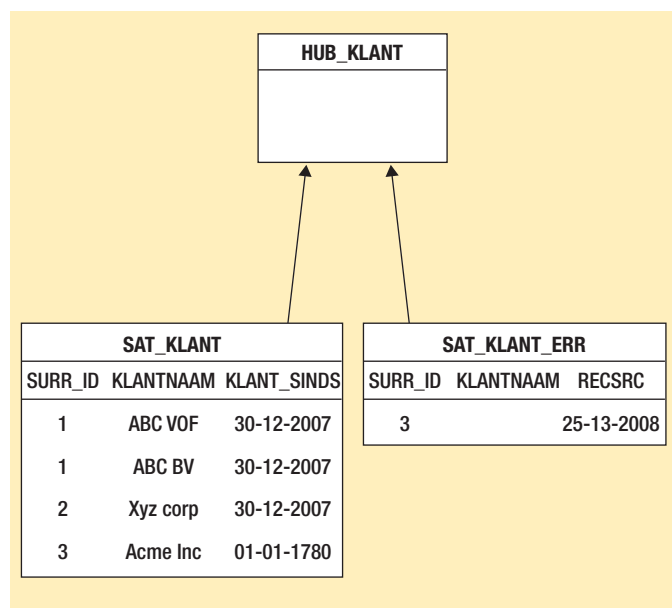 HUB_KLANT
SAT_KLANT
SURR_ID KLANTNAAM KLANT_SINDS
1 ABC VOF 30-12-2007
1 ABC BV 30-12-2007
2 Xyz corp 30-12-2007
3 Acme Inc 01-01-1780
SAT_KLANT_ERR
SURR_ID KLANTNAAM RECSRC
3 25-13-2008